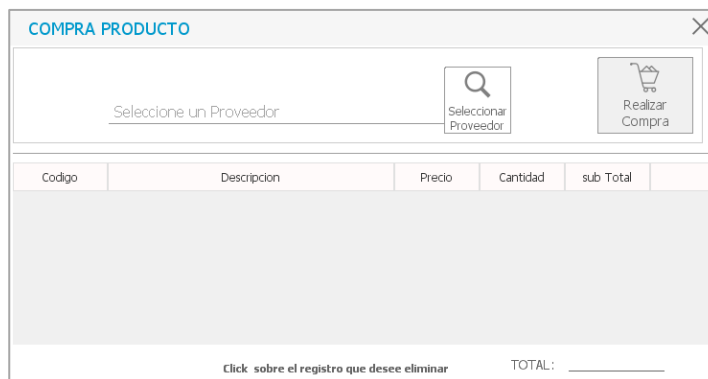 COMPRA PRODUCTO
Seleccione un Proveedor
Seleccionar
Proveedor
Realizar
Compra
Codigo Descripcion Precio Cantidad sub Total
Click sobre el registro que desee eliminar
TOTAL: